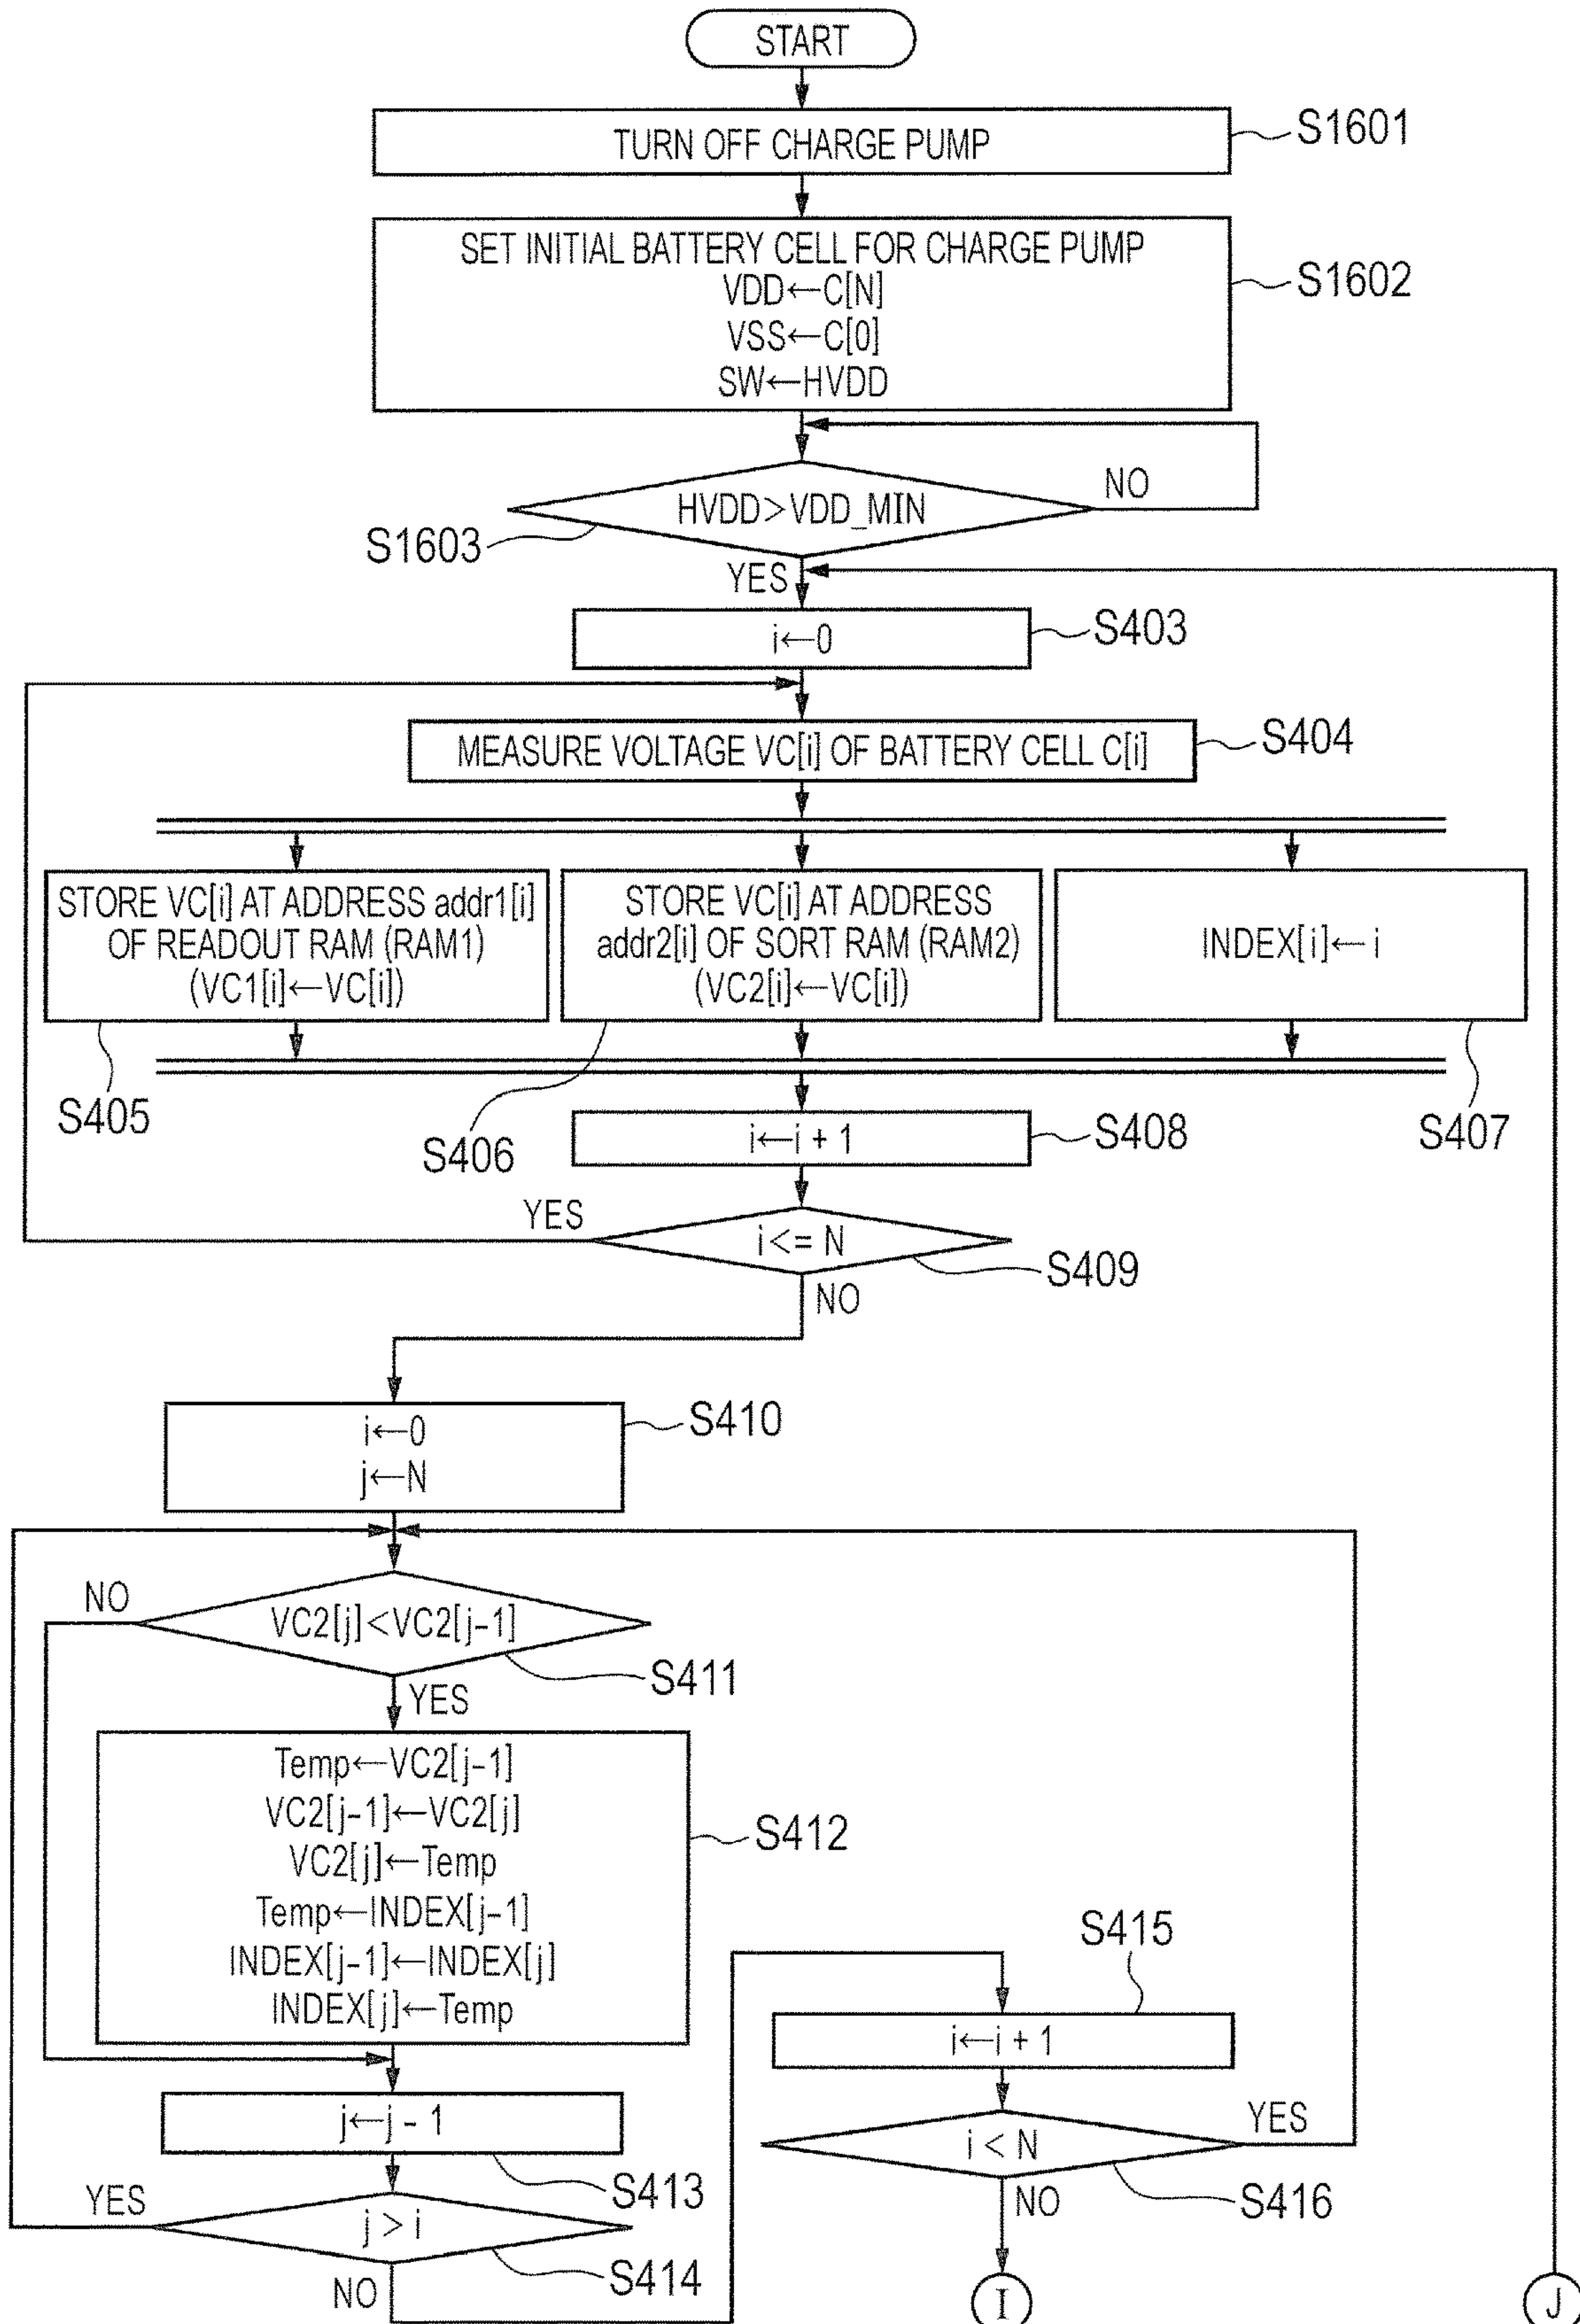 START
TURN OFF CHARGE PUMP
S1601
SET INITIAL BATTERY CELL FOR CHARGE PUMP
VDD←C[N]
VSS←C[0]
SW←HVDD
S1602
HVDD>VDD_MIN
NO
S1603
YES
i←0
S403
MEASURE VOLTAGE VC[i] OF BATTERY CELL C[i]
S404
STORE VC[i] AT ADDRESS addr1[i]
OF READOUT RAM (RAM1)
(VC1[i]←VC[i])
S405
STORE VC[i] AT ADDRESS
addr2[i] OF SORT RAM (RAM2)
(VC2[i]←VC[i])
S406
INDEX[i]←i
S407
i←i + 1
S408
YES
i<= N
S409
NO
i←0
j←N
S410
NO
VC2[j]<VC2[j-1]
S411
YES
Temp←VC2[j-1]
VC2[j-1]←VC2[j]
VC2[j]←Temp
Temp←INDEX[j-1]
INDEX[j-1]←INDEX[j]
INDEX[j]←Temp
S412
j←j - 1
S413
YES
j > i
S414
NO
S415
i←i + 1
i < N
YES
S416
NO
I
J